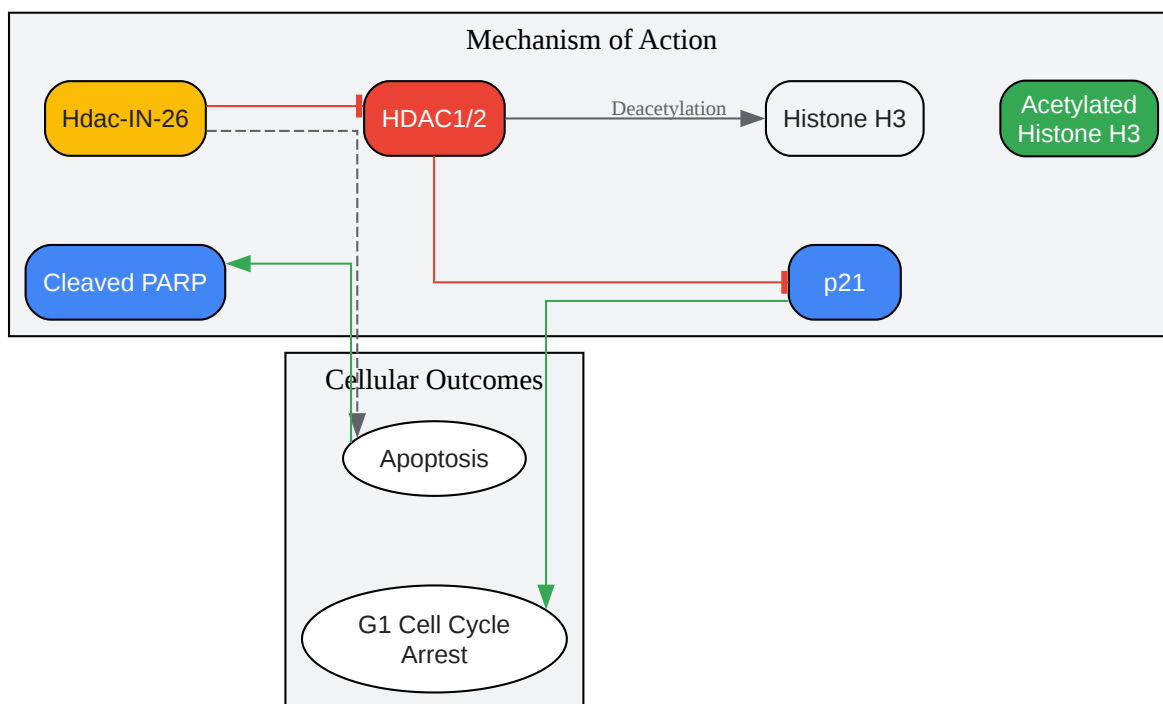 Mechanism of Action
Hdac-IN-26
HDAC1/2
Deacetylation
Histone H3
Acetylated
Histone H3
Cleaved PARP
p21
Cellular Outcomes
Apoptosis
G1 Cell Cycle
Arrest